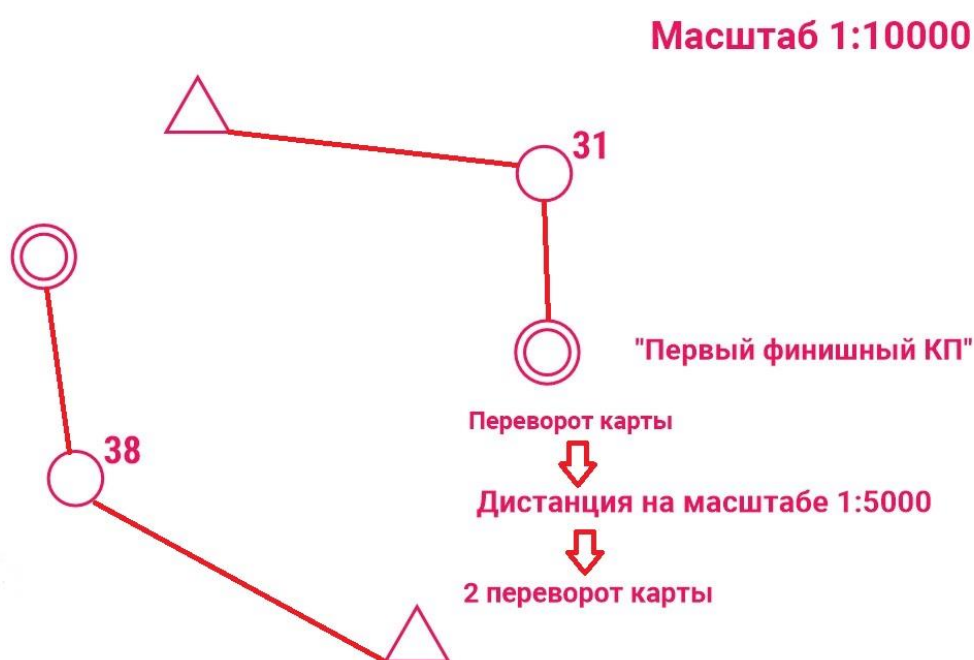 Масштаб 1:10000
31
"Первый финишный КП"
Переворот карты
38
Дистанция на масштабе 1:5000
2 переворот карты